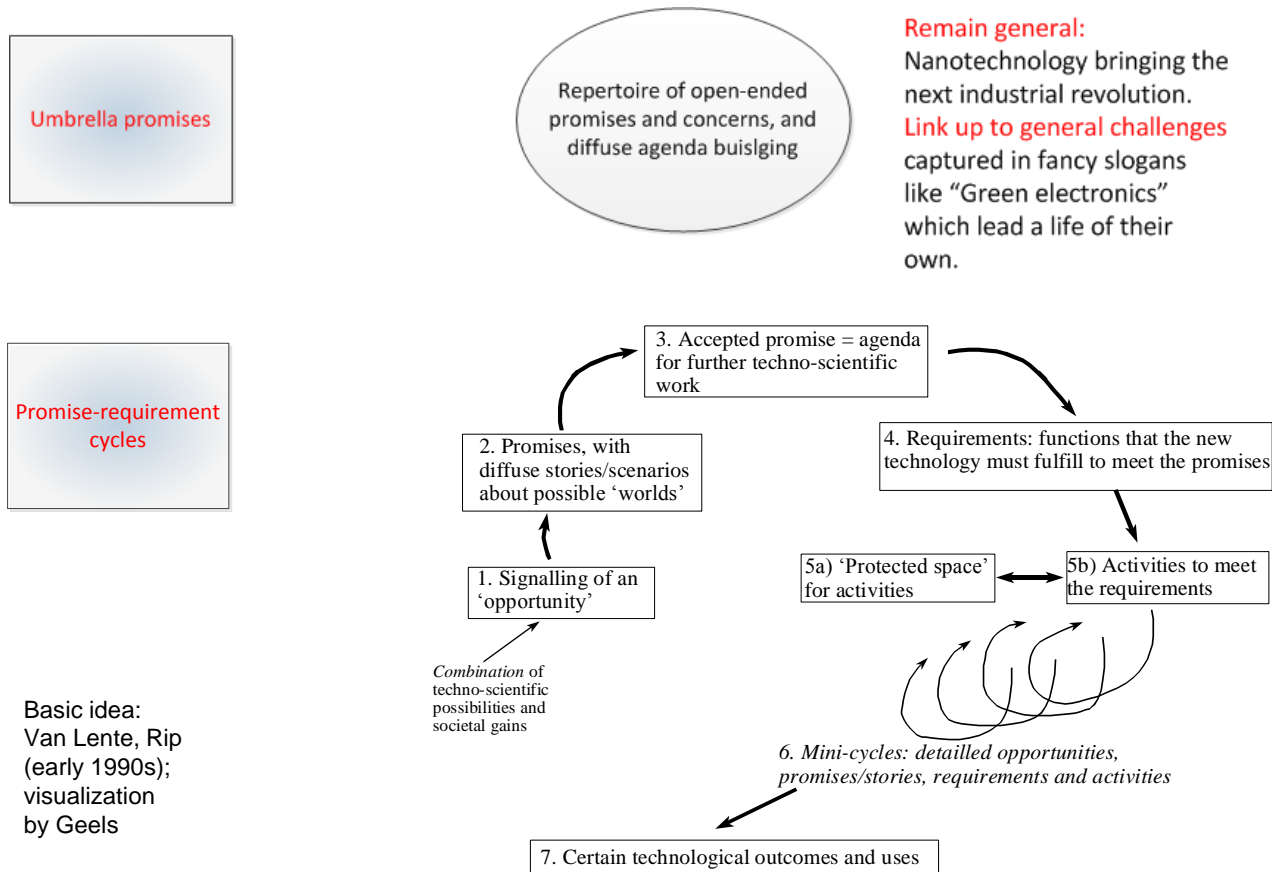 Umbrella promises
Repertoire of open-ended
promises and concerns, and
diffuse agenda buislging
Remain general:
Nanotechnology bringing the
next industrial revolution.
Link up to general challenges
captured in fancy slogans
like “Green electronics”
which lead a life of their
own.
Promise-requirement
cycles
3. Accepted promise = agenda
for further techno-scientific
work
2. Promises, with
diffuse stories/scenarios
about possible ‘worlds’
4. Requirements: functions that the new
technology must fulfill to meet the promises
1. Signalling of an
‘opportunity’
5a) ‘Protected space’
for activities
5b) Activities to meet
the requirements
Combination of
techno-scientific
possibilities and
societal gains
Basic idea:
Van Lente, Rip
(early 1990s);
visualization
by Geels
6. Mini-cycles: detailled opportunities,
promises/stories, requirements and activities
7. Certain technological outcomes and uses